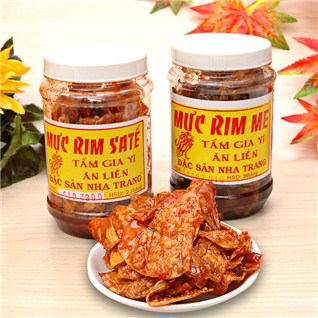 MỰC RIM SATẾ
TẨM GIA VỊ
ĂN LIỀN
ĐẶC SẢN NHA TRANG
MỰC RIM ME
TẨM GIA VỊ
ĂN LIỀN
ĐẶC SẢN NHA TRANG
HSD: